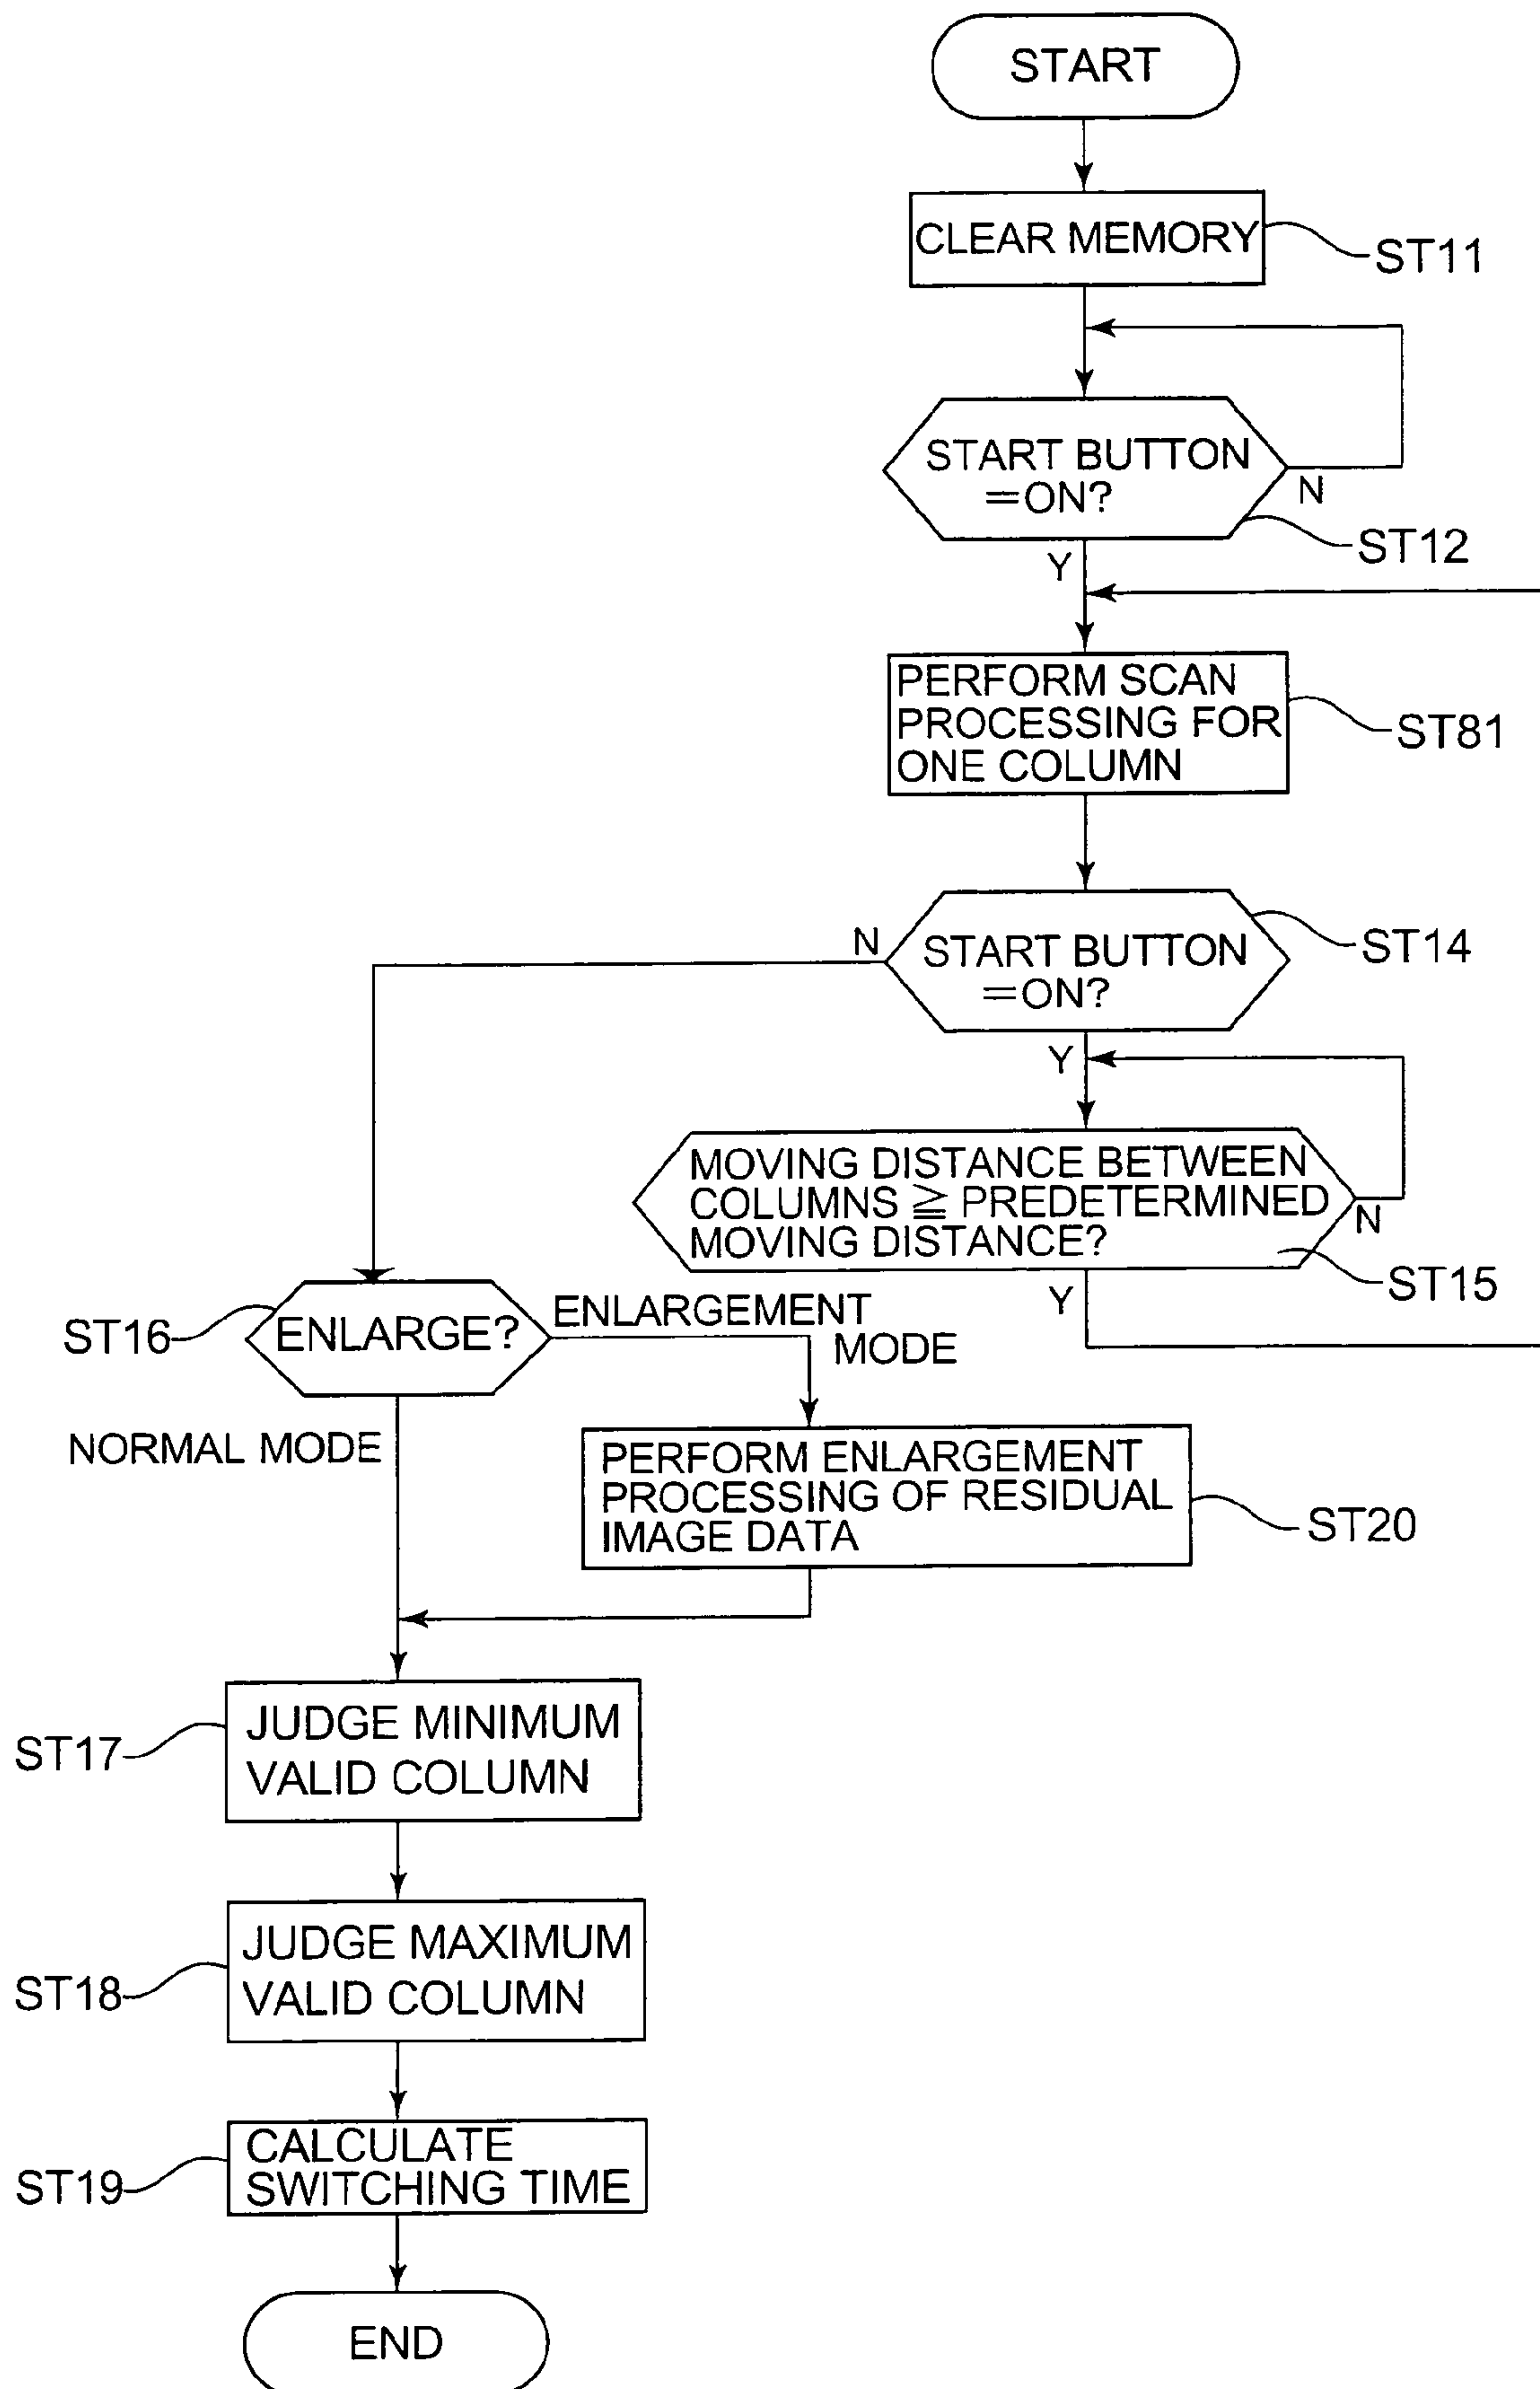 START
CLEAR MEMORY
ST11
START BUTTON
=ON?
N
ST12
Y
PERFORM SCAN
PROCESSING FOR
ONE COLUMN
ST81
N
START BUTTON
=ON?
ST14
Y
MOVING DISTANCE BETWEEN
COLUMNS ≧ PREDETERMINED
MOVING DISTANCE?
N
ST15
Y
ST16
ENLARGE?
ENLARGEMENT
MODE
NORMAL MODE
PERFORM ENLARGEMENT
PROCESSING OF RESIDUAL
IMAGE DATA
ST20
ST17
JUDGE MINIMUM
VALID COLUMN
ST18
JUDGE MAXIMUM
VALID COLUMN
ST19
CALCULATE
SWITCHING TIME
END